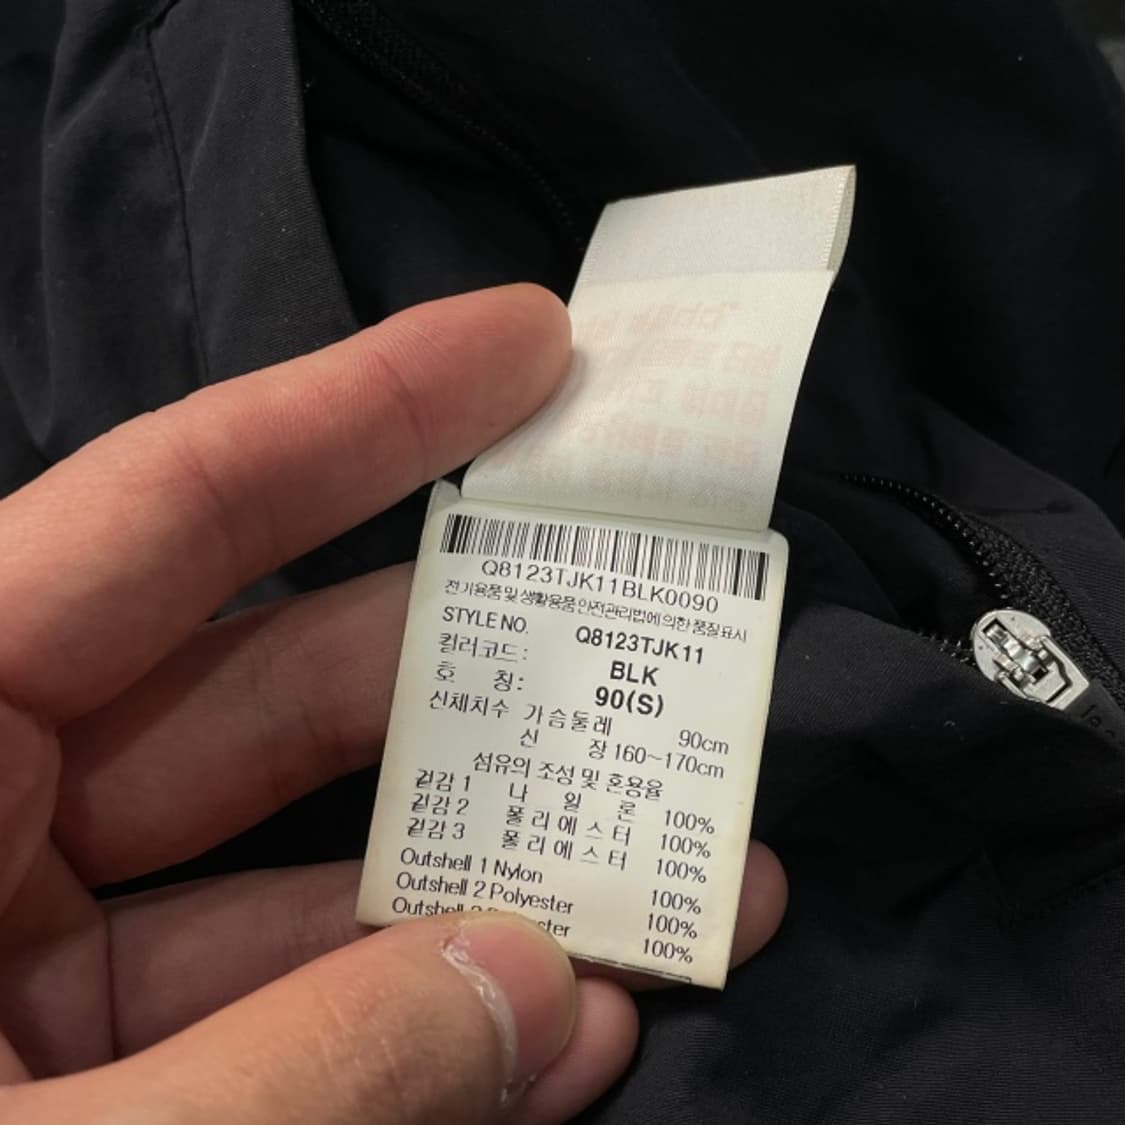 Q8123TJK11BLK0090
전기용품 및 생활용품 안전관리법에 의한 품질표시
STYLE NO. Q8123TJK11
컬러코드: BLK
호 칭: 90(S)
신체치수 가슴둘레 90cm
신 장 160~170cm
섬유의 조성 및 혼용율
겉감 1 나 일 론 100%
겉감 2 폴리에스터 100%
겉감 3 폴리에스터 100%
Outshell 1 Nylon 100%
Outshell 2 Polyester 100%
Outshell 100%